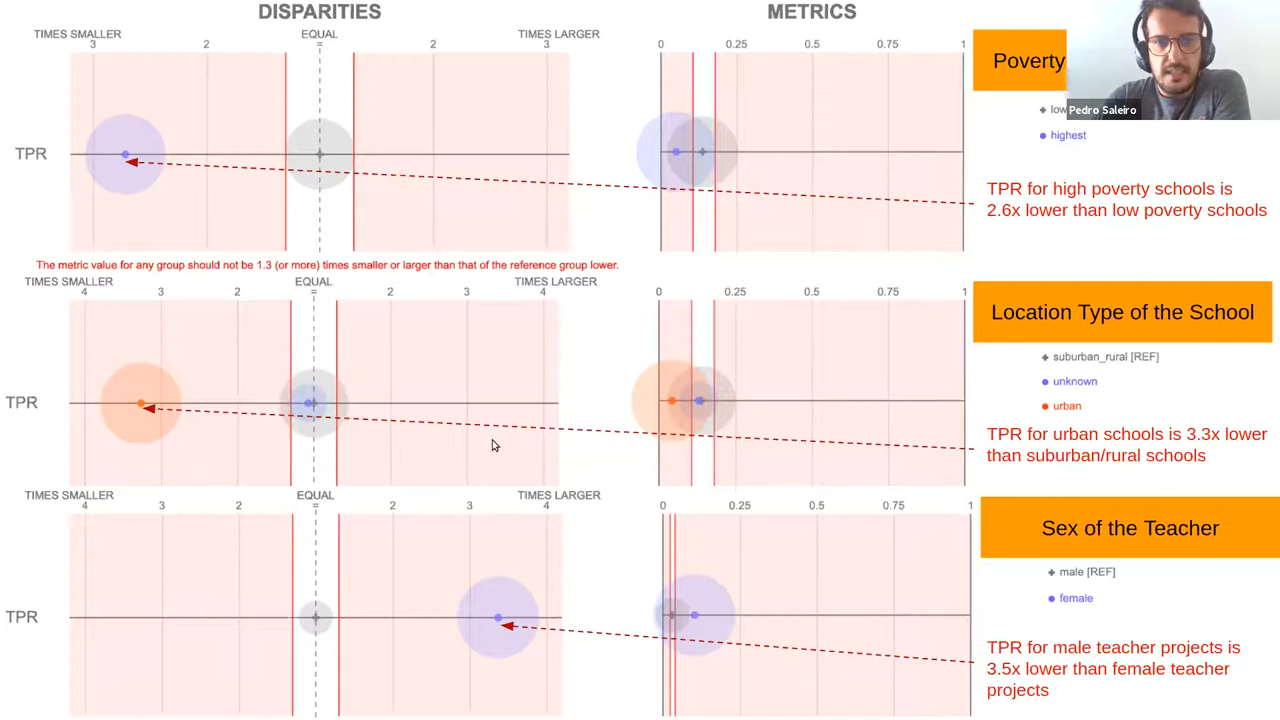 DISPARITIES
METRICS
TIMES SMALLER
EQUAL
TIMES LARGER
3
2
=
2
3
0
0.25
0.5
0.75
1
Poverty
Pedro Saleiro
highest
TPR
TPR for high poverty schools is
2.6x lower than low poverty schools
The metric value for any group should not be 1.3 (or more) times smaller or larger than that of the reference group lower.
TIMES SMALLER
EQUAL
TIMES LARGER
4
3
2
=
2
3
4
0
0.25
0.5
0.75
1
Location Type of the School
suburban_rural [REF]
unknown
urban
TPR
TPR for urban schools is 3.3x lower
than suburban/rural schools
TIMES SMALLER
EQUAL
TIMES LARGER
4
3
2
=
2
3
4
0
0.25
0.5
0.75
1
Sex of the Teacher
male [REF]
female
TPR
TPR for male teacher projects is
3.5x lower than female teacher
projects